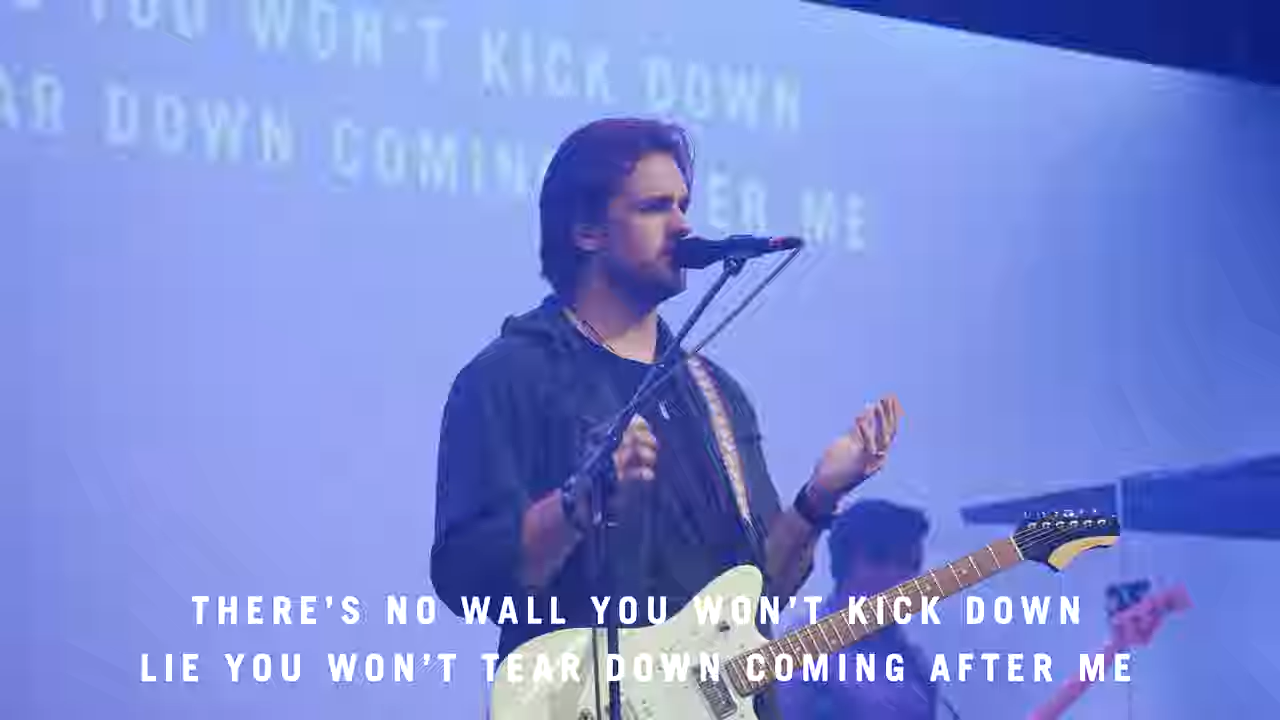 YOU WON'T KICK DOWN
DOWN COMING ER ME
THERE'S NO WALL YOU WON'T KICK DOWN
LIE YOU WON'T TEAR DOWN COMING AFTER ME